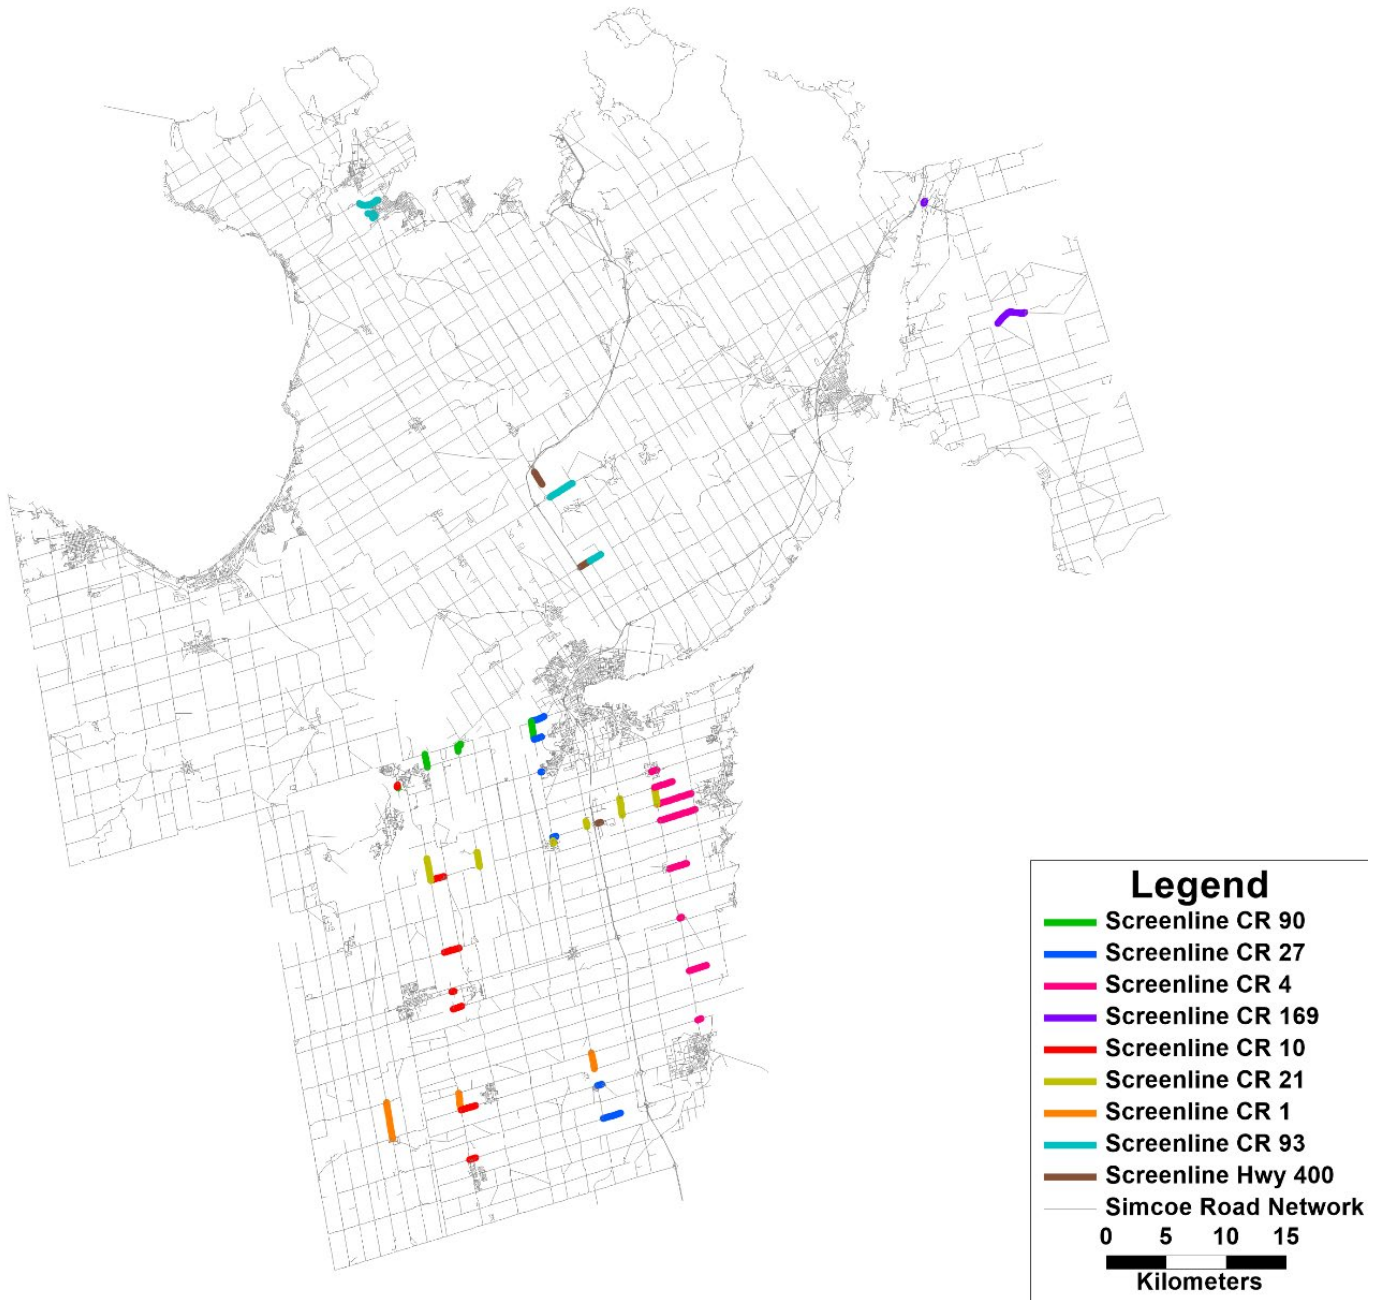 Legend
Screenline CR 90
Screenline CR 27
Screenline CR 4
Screenline CR 169
Screenline CR 10
Screenline CR 21
Screenline CR 1
Screenline CR 93
Screenline Hwy 400
Simcoe Road Network
0 5 10 15
Kilometers